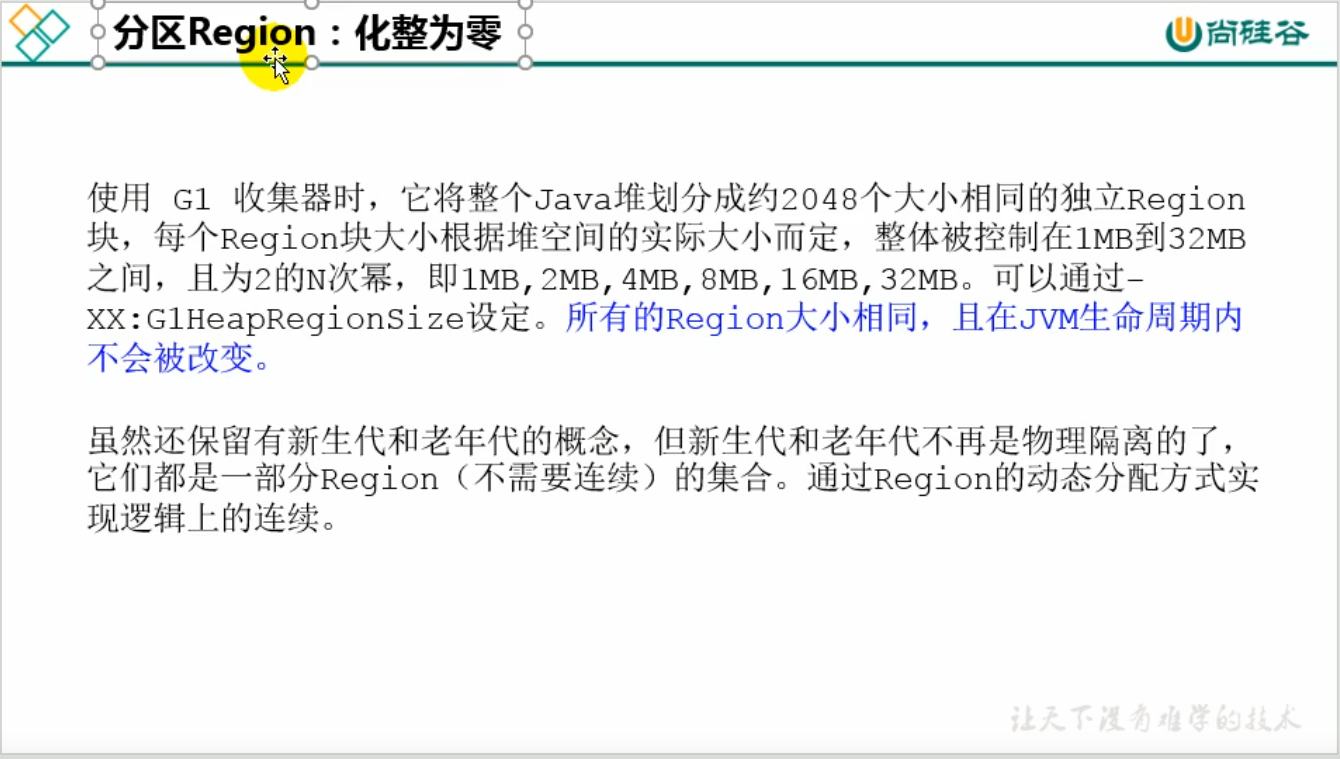 分区Region：化整为零
尚硅谷
使用 G1 收集器时，它将整个Java堆划分成约2048个大小相同的独立Region
块，每个Region块大小根据堆空间的实际大小而定，整体被控制在1MB到32MB
之间，且为2的N次幂，即1MB,2MB,4MB,8MB,16MB,32MB。可以通过-
XX:G1HeapRegionSize设定。所有的Region大小相同，且在JVM生命周期内
不会被改变。
虽然还保留有新生代和老年代的概念，但新生代和老年代不再是物理隔离的了，
它们都是一部分Region（不需要连续）的集合。通过Region的动态分配方式实
现逻辑上的连续。
让天下没有难学的技术